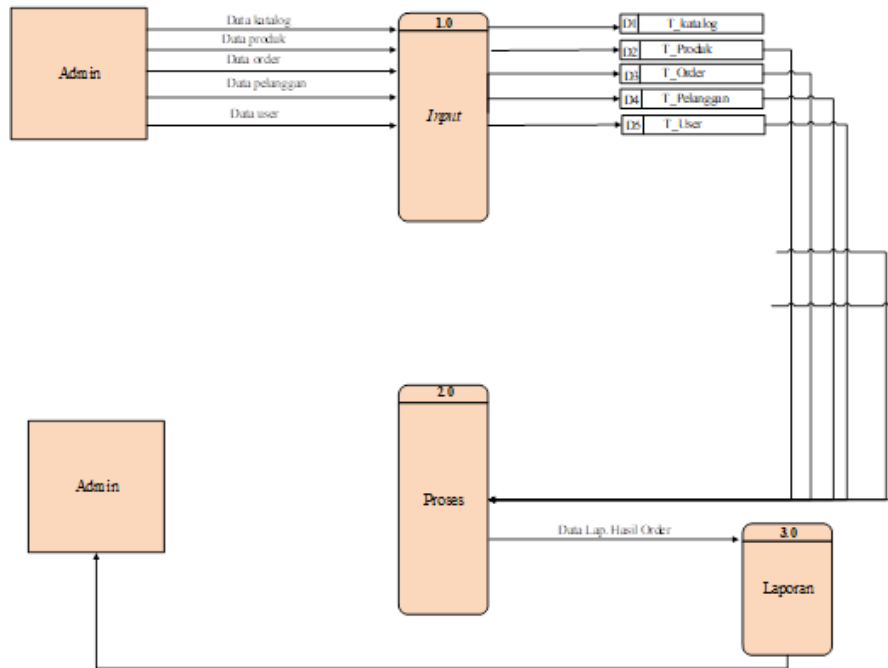 Admin
Data katalog
Data produk
Data order
Data pelanggan
Data user
1.0
Input
D1 T_katalog
D2 T_Produk
D3 T_Order
D4 T_Pelanggan
D5 T_User
2.0
Proses
Admin
Data Lap. Hasil Order
3.0
Laporan